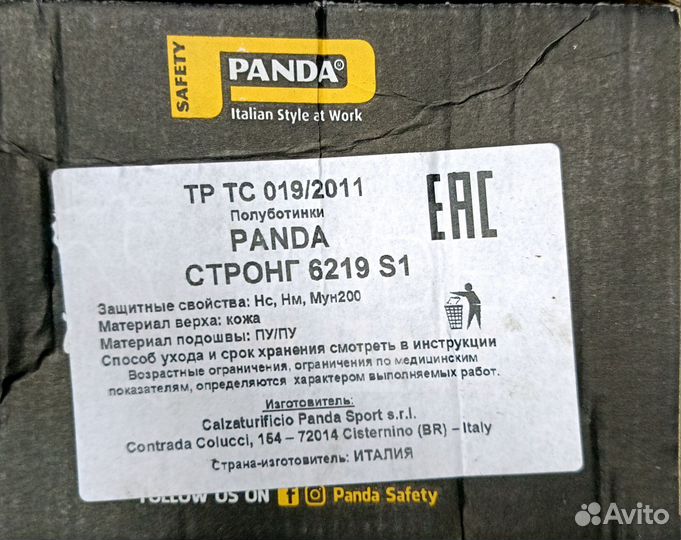 SAFETY
PANDA®
Italian Style at Work
ТР ТС 019/2011
Полуботинки
PANDA
СТРОНГ 6219 S1
EAC
Защитные свойства: Нс, Нм, Мун200
Материал верха: кожа
Материал подошвы: ПУ/ПУ
Способ ухода и срок хранения смотреть в инструкции
Возрастные ограничения, ограничения по медицинским
показателям, определяются характером выполняемых работ.
Изготовитель:
Calzaturificio Panda Sport s.r.l.
Contrada Colucci, 154 – 72014 Cisternino (BR) – Italy
Страна-изготовитель: ИТАЛИЯ
FOLLOW US ON f Panda Safety
Avito